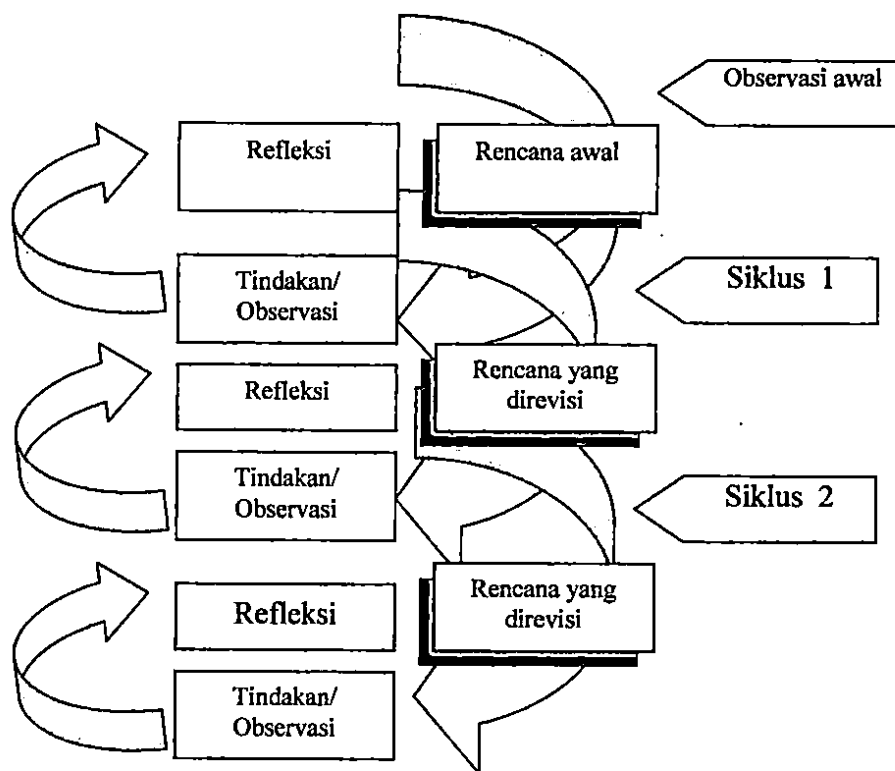 Observasi awal
Refleksi
Rencana awal
Tindakan/
Observasi
Siklus 1
Refleksi
Rencana yang
direvisi
Tindakan/
Observasi
Siklus 2
Refleksi
Rencana yang
direvisi
Tindakan/
Observasi